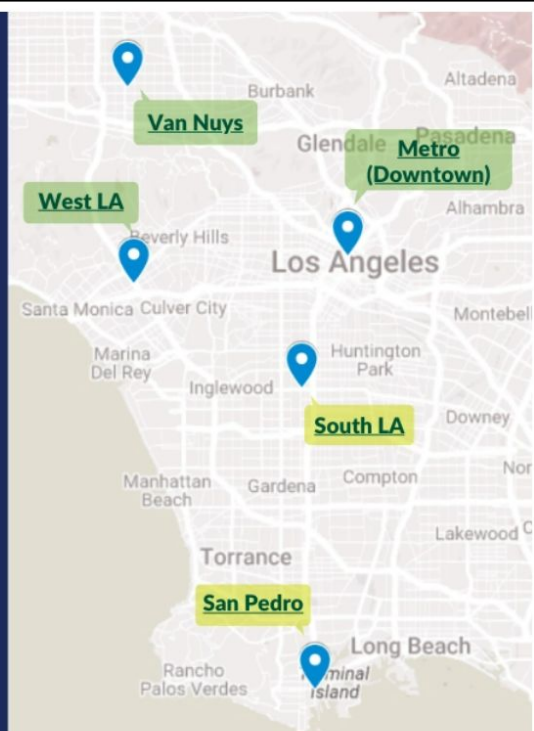 Altadena
Burbank
Van Nuys
Glendale
Pasadena
Metro
(Downtown)
West LA
Alhambra
Beverly Hills
Los Angeles
Santa Monica
Culver City
Montebell
Marina
Del Rey
Huntington
Park
Inglewood
South LA
Downey
Manhattan
Beach
Gardena
Compton
Nor
Lakewood
C
Torrance
San Pedro
Long Beach
Rancho
Palos Verdes
minal
Island